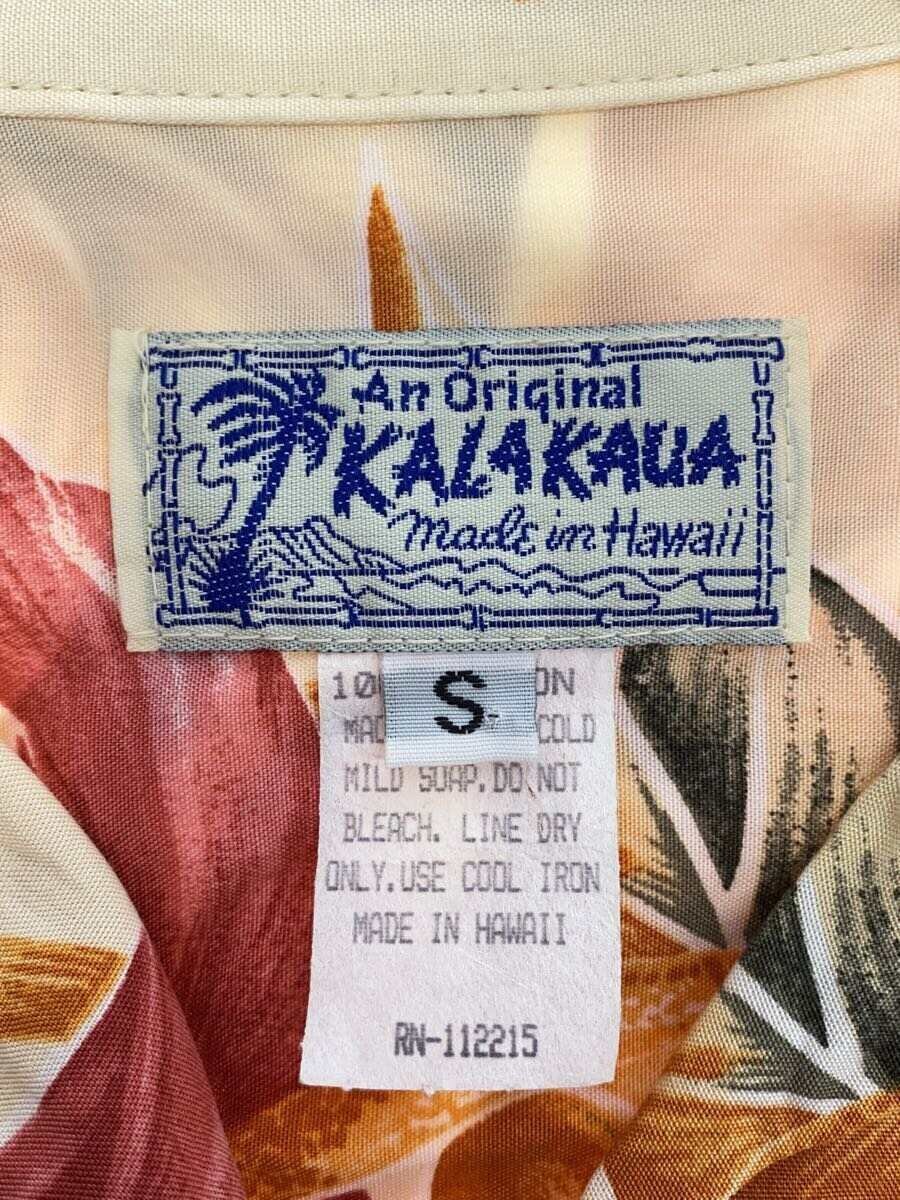 An Original
KALAKAUA
made in Hawaii
S
COLD
MILD SOAP. DO NOT
BLEACH. LINE DRY
ONLY. USE COOL IRON
MADE IN HAWAII
RN-112215